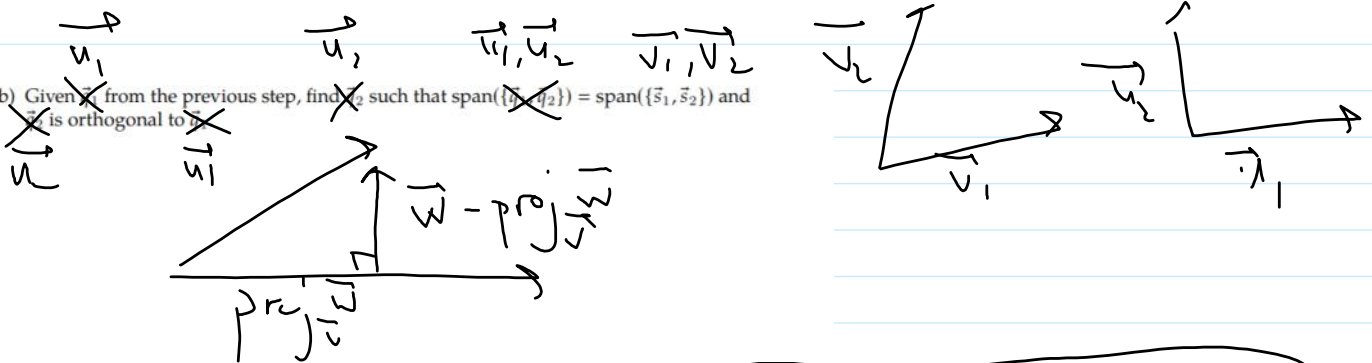 u⃗₁ u⃗₂ u⃗₁, u⃗₂ v⃗₁, v⃗₂
b) Given q⃗₁ from the previous step, find q⃗₂ such that span({q⃗₁, q⃗₂}) = span({s⃗₁, s⃗₂}) and
q⃗₂ is orthogonal to q⃗₁
u⃗ u⃗₁
w⃗ - proj_v⃗ w⃗
proj_v⃗ w⃗
v⃗₂
v⃗₁
u⃗₂